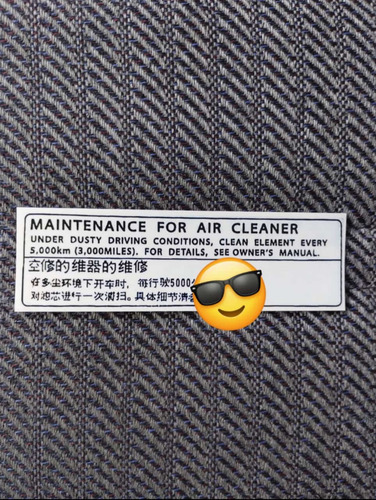 MAINTENANCE FOR AIR CLEANER
UNDER DUSTY DRIVING CONDITIONS, CLEAN ELEMENT EVERY
5,000km (3,000MILES). FOR DETAILS, SEE OWNER'S MANUAL.
空修的维器的维修
在多尘环境下开车时，每行驶5000
对滤芯进行一次清扫。具体细节请